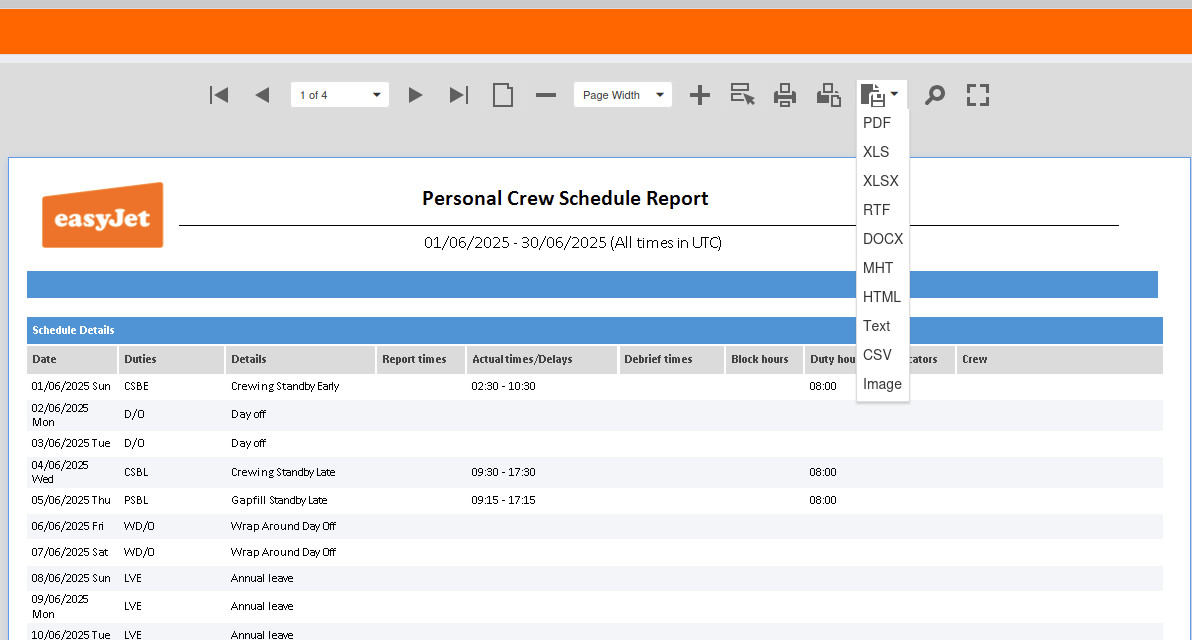 1 of 4
Page Width
PDF
XLS
XLSX
RTF
DOCX
MHT
HTML
Text
CSV
Image
easyJet
Personal Crew Schedule Report
01/06/2025 - 30/06/2025 (All times in UTC)
Schedule Details
Date Duties Details Report times Actual times/Delays Debrief times Block hours Duty hou cators Crew
01/06/2025 Sun CSBE Crewing Standby Early 02:30 - 10:30 08:00
02/06/2025
Mon D/O Day off
03/06/2025 Tue D/O Day off
04/06/2025
Wed CSBL Crewing Standby Late 09:30 - 17:30 08:00
05/06/2025 Thu PSBL Gapfill Standby Late 09:15 - 17:15 08:00
06/06/2025 Fri WD/O Wrap Around Day Off
07/06/2025 Sat WD/O Wrap Around Day Off
08/06/2025 Sun LVE Annual leave
09/06/2025
Mon LVE Annual leave
10/06/2025 Tue LVE Annual leave